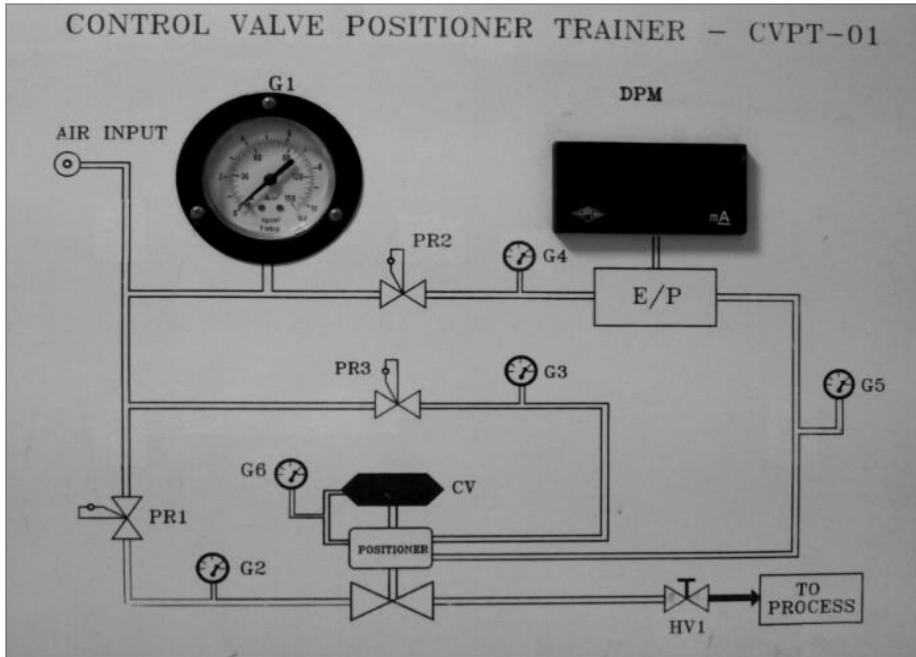 CONTROL VALVE POSITIONER TRAINER - CVPT-01
G1
DPM
AIR INPUT
mA
PR2
G4
E/P
PR3
G3
G5
G6
CV
PR1
POSITIONER
G2
HV1
TO
PROCESS